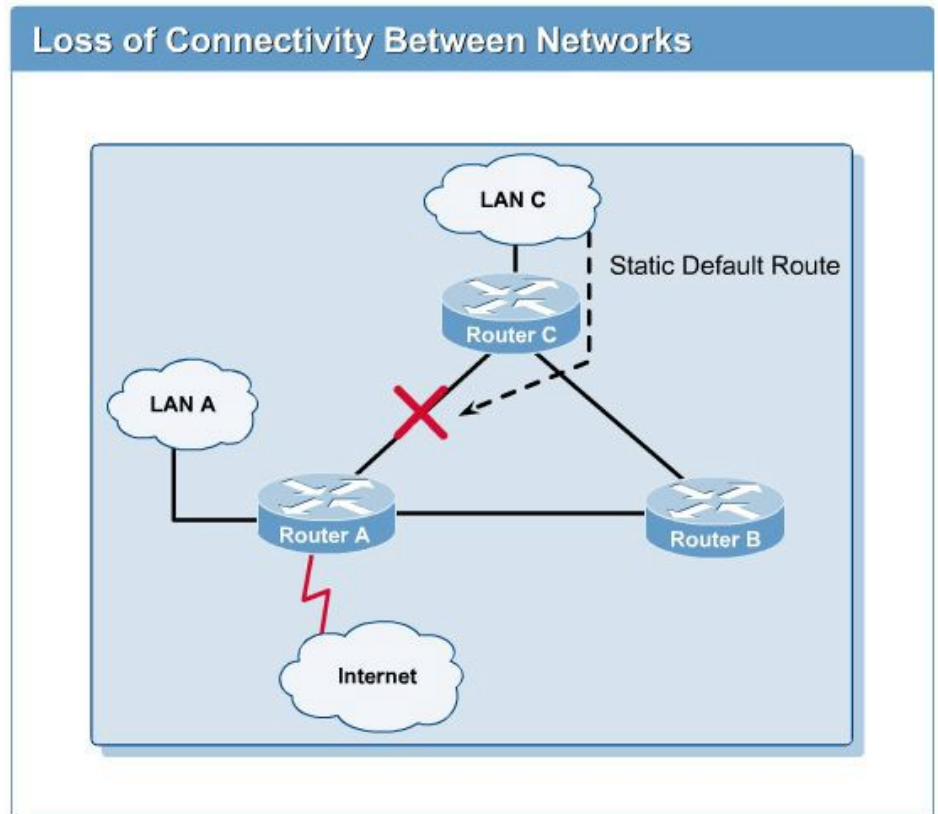 Loss of Connectivity Between Networks
LAN C
Static Default Route
Router C
LAN A
Router A
Router B
Internet